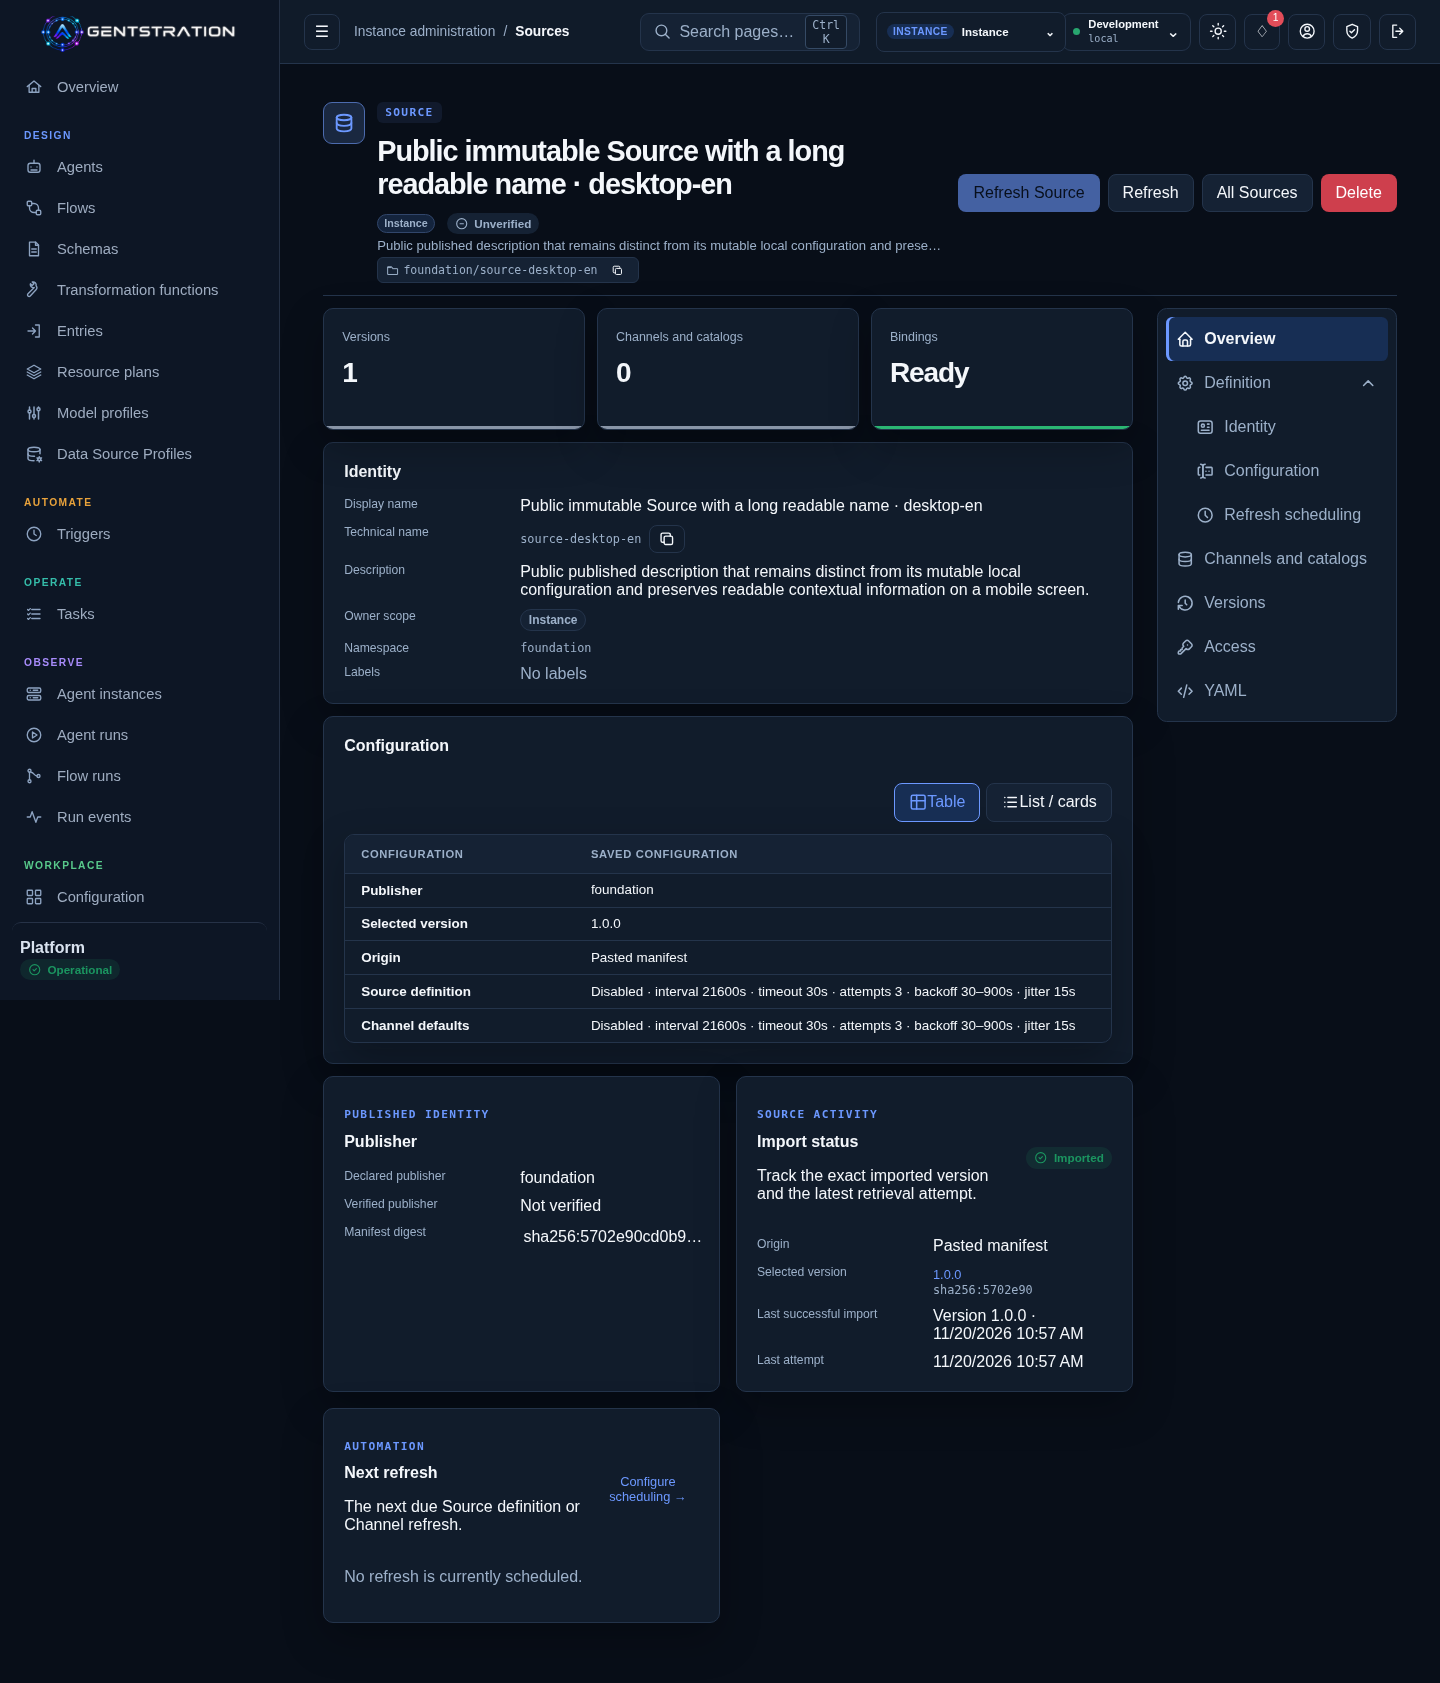 GENTSTRATION
Instance administration / Sources
Search pages…
Ctrl
K
INSTANCE Instance
Development
local
1
Overview
DESIGN
Agents
Flows
Schemas
Transformation functions
Entries
Resource plans
Model profiles
Data Source Profiles
AUTOMATE
Triggers
OPERATE
Tasks
OBSERVE
Agent instances
Agent runs
Flow runs
Run events
WORKPLACE
Configuration
Platform
Operational
SOURCE
Public immutable Source with a long
readable name · desktop-en
Instance
Unverified
Public published description that remains distinct from its mutable local configuration and prese…
foundation/source-desktop-en
Refresh Source
Refresh
All Sources
Delete
Versions
1
Channels and catalogs
0
Bindings
Ready
Overview
Definition
Identity
Configuration
Refresh scheduling
Channels and catalogs
Versions
Access
YAML
Identity
Display name Public immutable Source with a long readable name · desktop-en
Technical name source-desktop-en
Description Public published description that remains distinct from its mutable local
configuration and preserves readable contextual information on a mobile screen.
Owner scope Instance
Namespace foundation
Labels No labels
Configuration
Table List / cards
CONFIGURATION SAVED CONFIGURATION
Publisher foundation
Selected version 1.0.0
Origin Pasted manifest
Source definition Disabled · interval 21600s · timeout 30s · attempts 3 · backoff 30–900s · jitter 15s
Channel defaults Disabled · interval 21600s · timeout 30s · attempts 3 · backoff 30–900s · jitter 15s
PUBLISHED IDENTITY
Publisher
Declared publisher foundation
Verified publisher Not verified
Manifest digest sha256:5702e90cd0b9…
SOURCE ACTIVITY
Import status
Imported
Track the exact imported version
and the latest retrieval attempt.
Origin Pasted manifest
Selected version 1.0.0
sha256:5702e90
Last successful import Version 1.0.0 ·
11/20/2026 10:57 AM
Last attempt 11/20/2026 10:57 AM
AUTOMATION
Next refresh
Configure
scheduling →
The next due Source definition or
Channel refresh.
No refresh is currently scheduled.